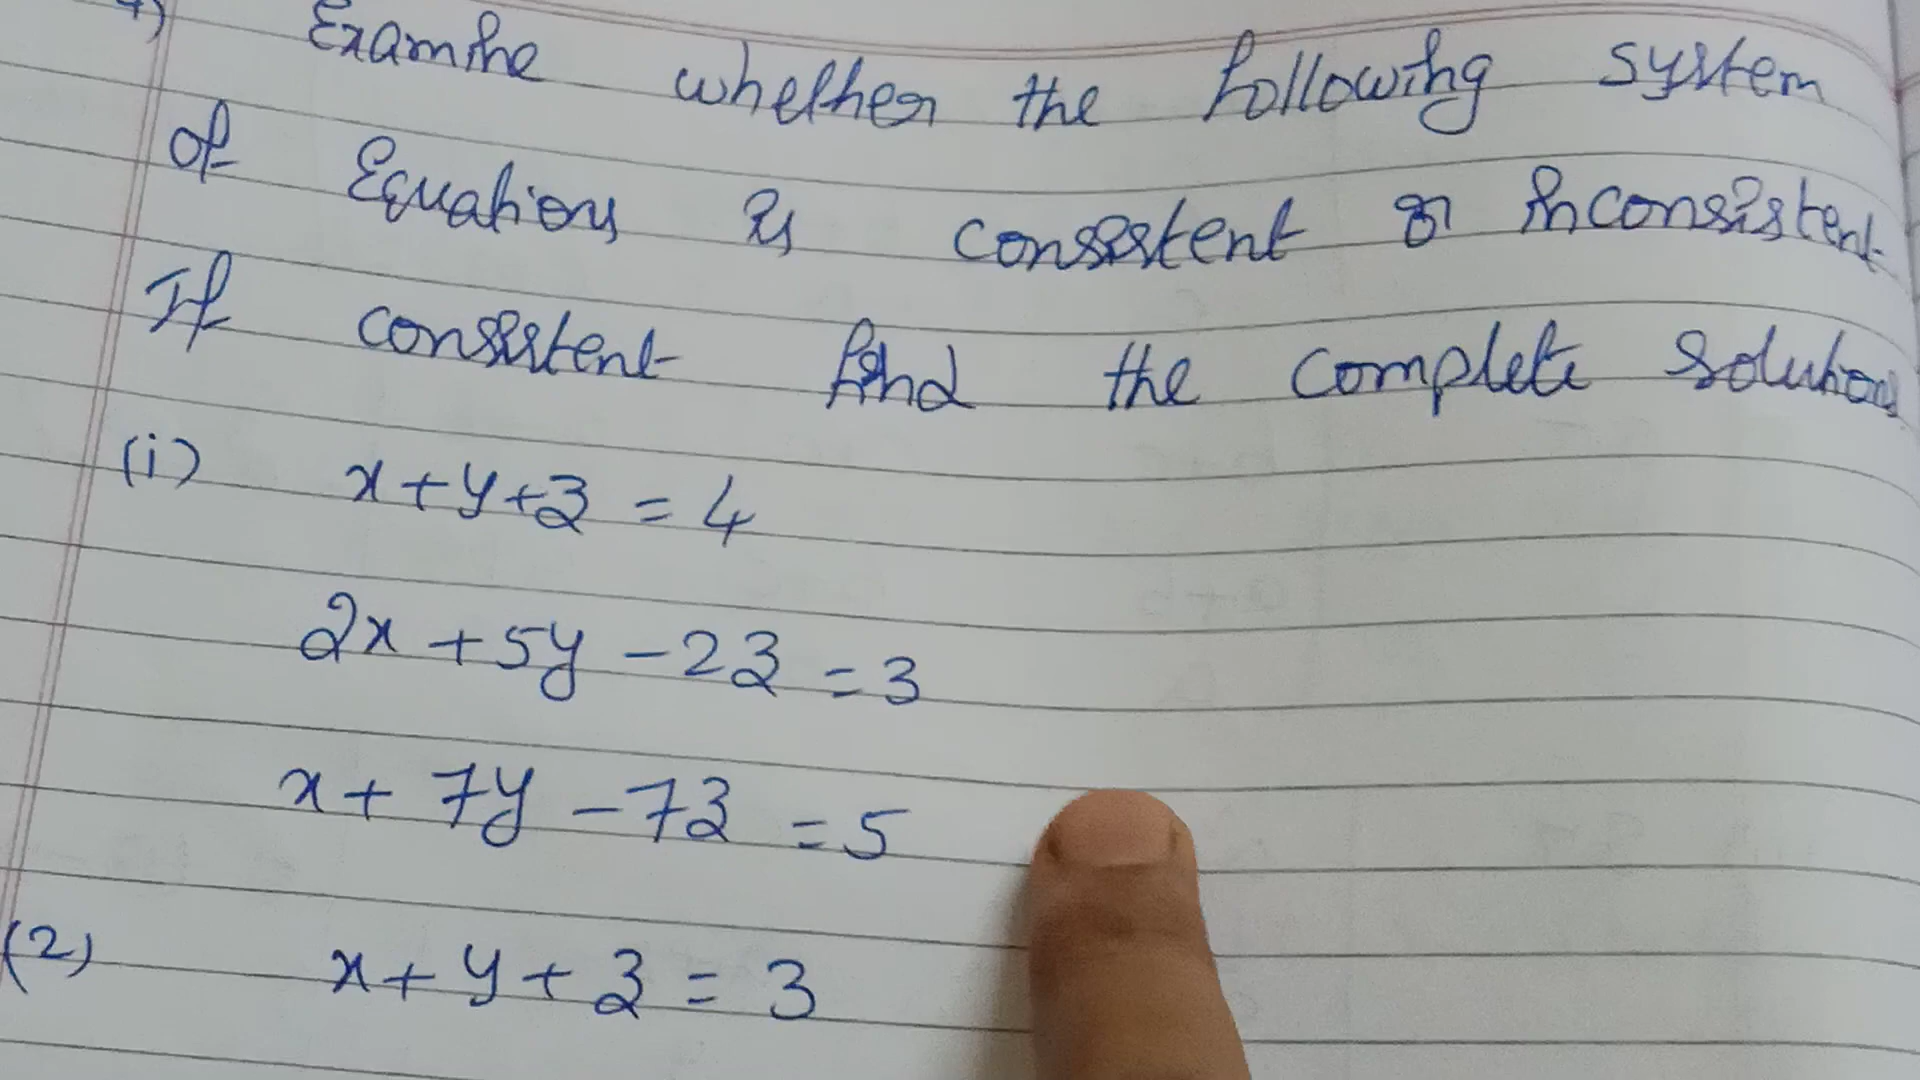 Examine whether the following system
of Equations is consistent or inconsistent
If consistent find the complete solution
(i) x+y+z = 4
2x+5y-2z = 3
x+7y-7z = 5
(2) x+y+z = 3